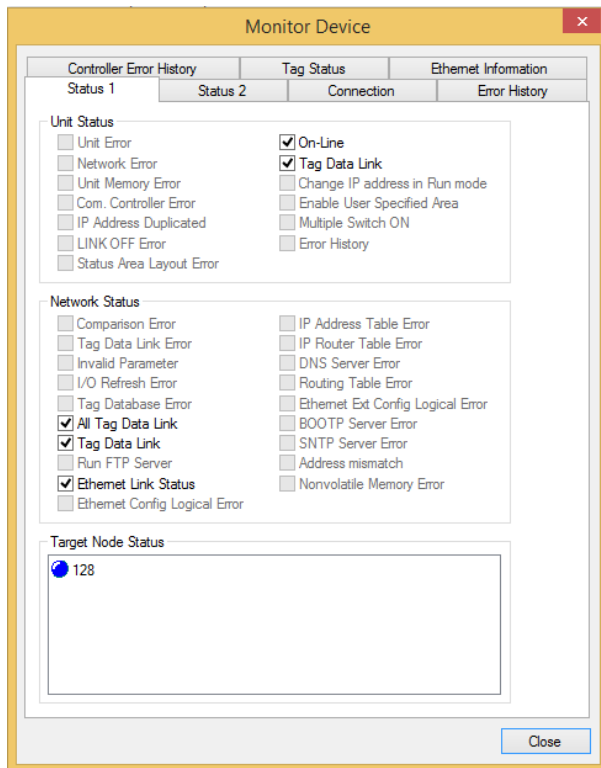 Monitor Device
×
Controller Error History Tag Status Ethernet Information
Status 1 Status 2 Connection Error History
Unit Status
Unit Error On-Line
Network Error Tag Data Link
Unit Memory Error Change IP address in Run mode
Com. Controller Error Enable User Specified Area
IP Address Duplicated Multiple Switch ON
LINK OFF Error Error History
Status Area Layout Error
Network Status
Comparison Error IP Address Table Error
Tag Data Link Error IP Router Table Error
Invalid Parameter DNS Server Error
I/O Refresh Error Routing Table Error
Tag Database Error Ethernet Ext Config Logical Error
All Tag Data Link BOOTP Server Error
Tag Data Link SNTP Server Error
Run FTP Server Address mismatch
Ethernet Link Status Nonvolatile Memory Error
Ethernet Config Logical Error
Target Node Status
128
Close